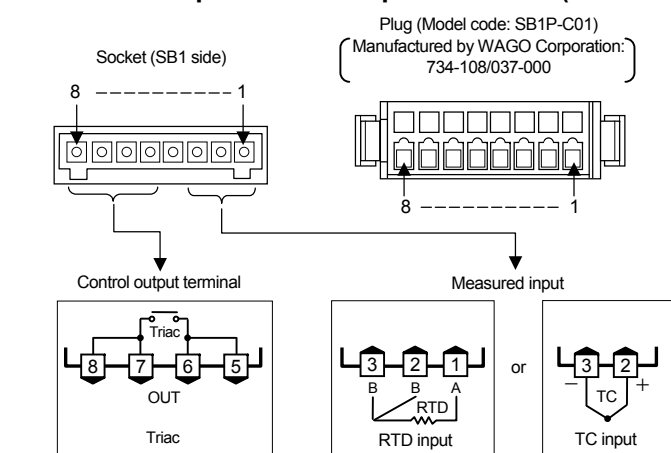 Plug (Model code: SB1P-C01)
Manufactured by WAGO Corporation:
734-108/037-000
Socket (SB1 side)
8 1
8 1
Control output terminal
Measured input
Triac
8 7 6 5
OUT
Triac
3 2 1
B B A
RTD
RTD input
or
3 2
− +
TC
TC input